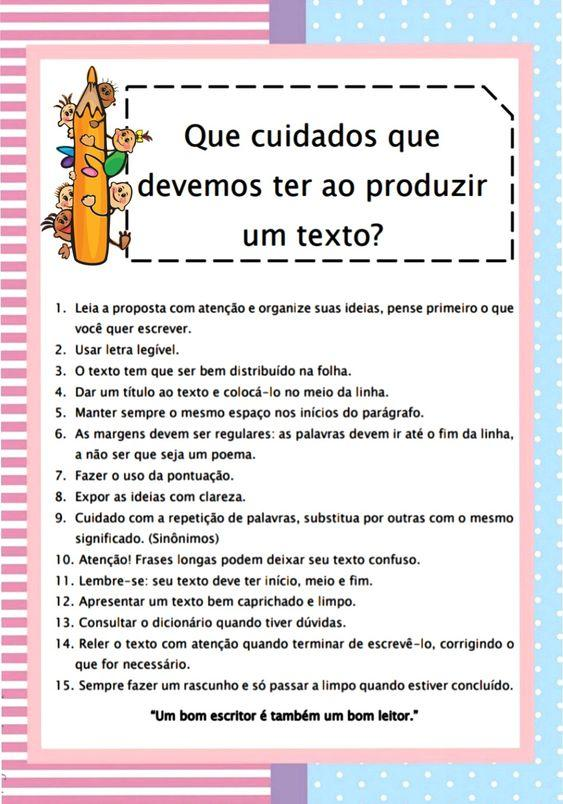 Que cuidados que
devemos ter ao produzir
um texto?
1. Leia a proposta com atenção e organize suas ideias, pense primeiro o que
você quer escrever.
2. Usar letra legível.
3. O texto tem que ser bem distribuído na folha.
4. Dar um título ao texto e colocá-lo no meio da linha.
5. Manter sempre o mesmo espaço nos inícios do parágrafo.
6. As margens devem ser regulares: as palavras devem ir até o fim da linha,
a não ser que seja um poema.
7. Fazer o uso da pontuação.
8. Expor as ideias com clareza.
9. Cuidado com a repetição de palavras, substitua por outras com o mesmo
significado. (Sinônimos)
10. Atenção! Frases longas podem deixar seu texto confuso.
11. Lembre-se: seu texto deve ter início, meio e fim.
12. Apresentar um texto bem caprichado e limpo.
13. Consultar o dicionário quando tiver dúvidas.
14. Reler o texto com atenção quando terminar de escrevê-lo, corrigindo o
que for necessário.
15. Sempre fazer um rascunho e só passar a limpo quando estiver concluído.
“Um bom escritor é também um bom leitor.”